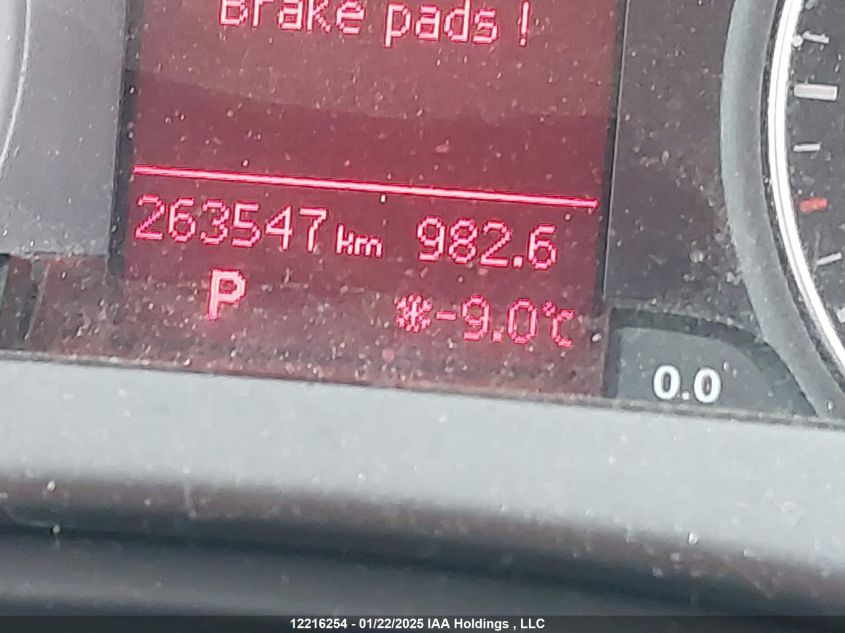 Brake pads !
263547 km 982.6
P
❄-9.0°C
0.0
12216254 - 01/22/2025 IAA Holdings , LLC